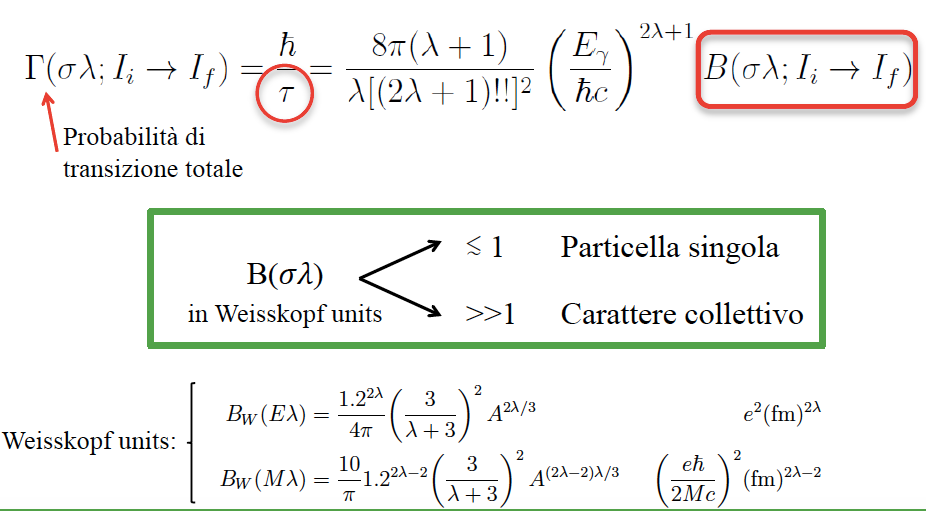 Γ(σλ; I_i → I_f) = ħ/τ = 8π(λ + 1)/λ[(2λ + 1)!!]² (E_γ/ħc)^{2λ+1} B(σλ; I_i → I_f)
Probabilità di
transizione totale
B(σλ)
in Weisskopf units
≲ 1 Particella singola
>>1 Carattere collettivo
Weisskopf units:
B_W(Eλ) = 1.2^{2λ}/4π (3/(λ + 3))² A^{2λ/3} e²(fm)^{2λ}
B_W(Mλ) = 10/π 1.2^{2λ−2} (3/(λ + 3))² A^{(2λ−2)λ/3} (eħ/2Mc)² (fm)^{2λ−2}